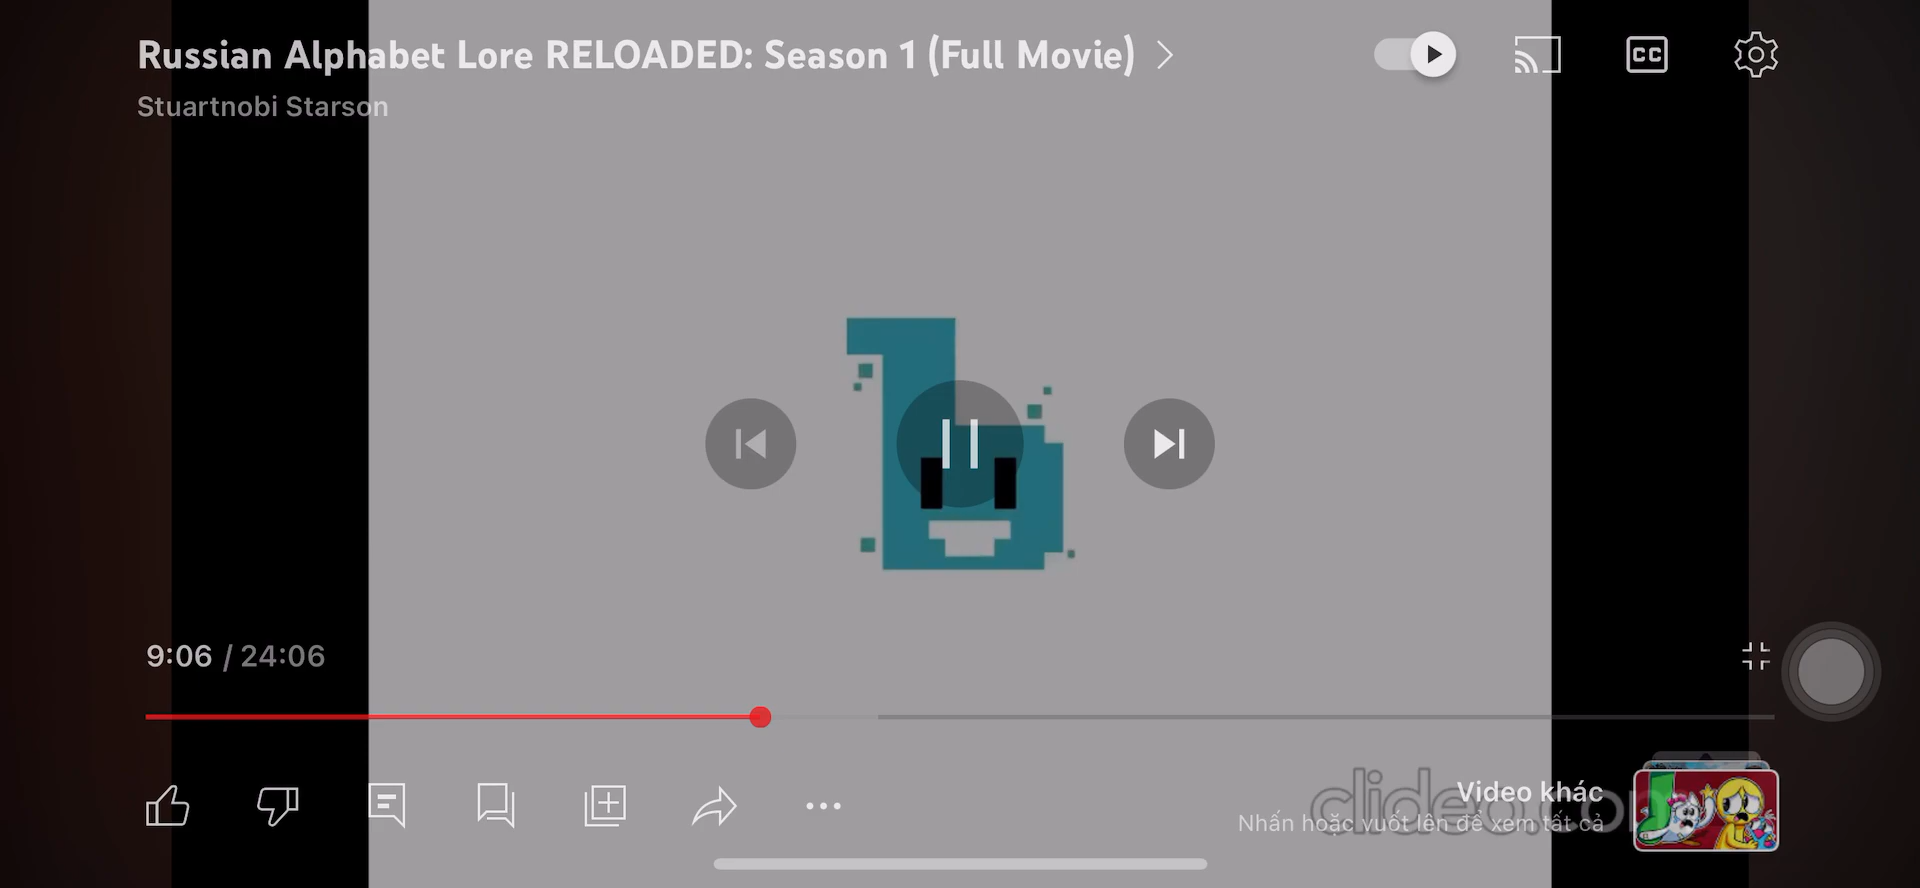 Russian Alphabet Lore RELOADED: Season 1 (Full Movie)
Stuartnobi Starson
CC
ъ
9:06 / 24:06
Video khác
Nhấn hoặc vuốt lên để xem tất cả
clideo.com